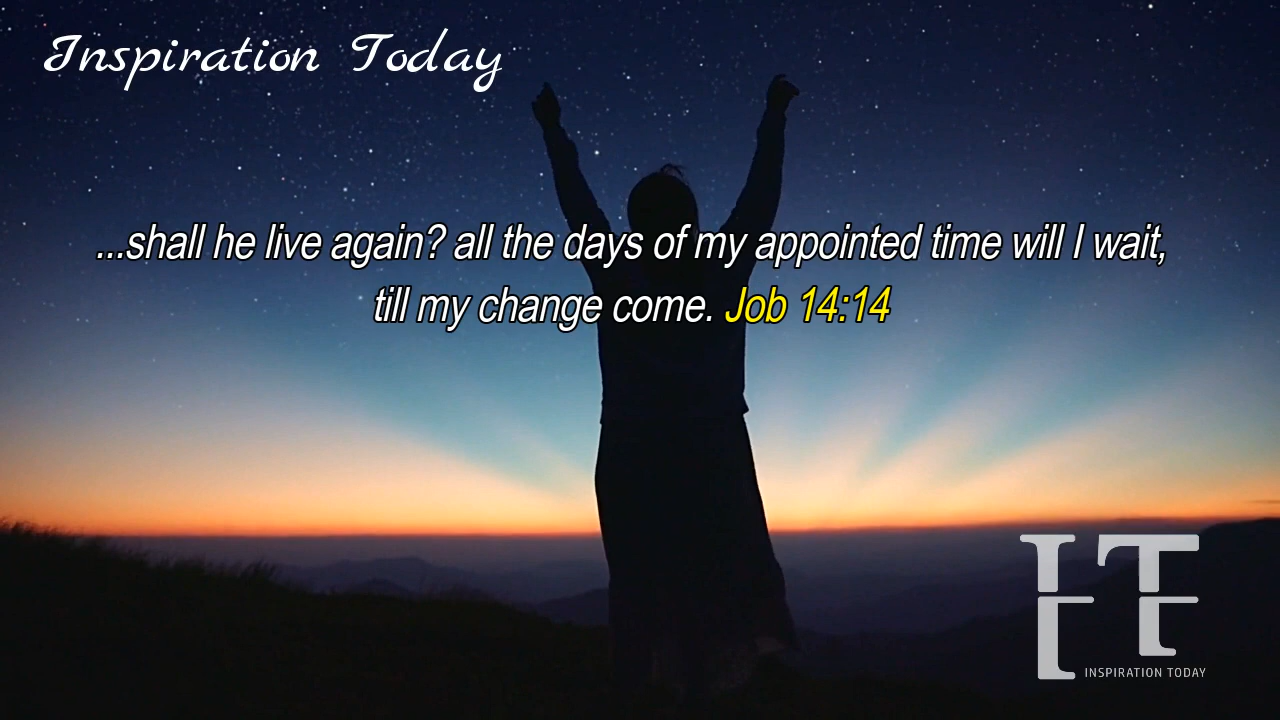 Inspiration Today
...shall he live again? all the days of my appointed time will I wait,
till my change come. Job 14:14
IT
INSPIRATION TODAY